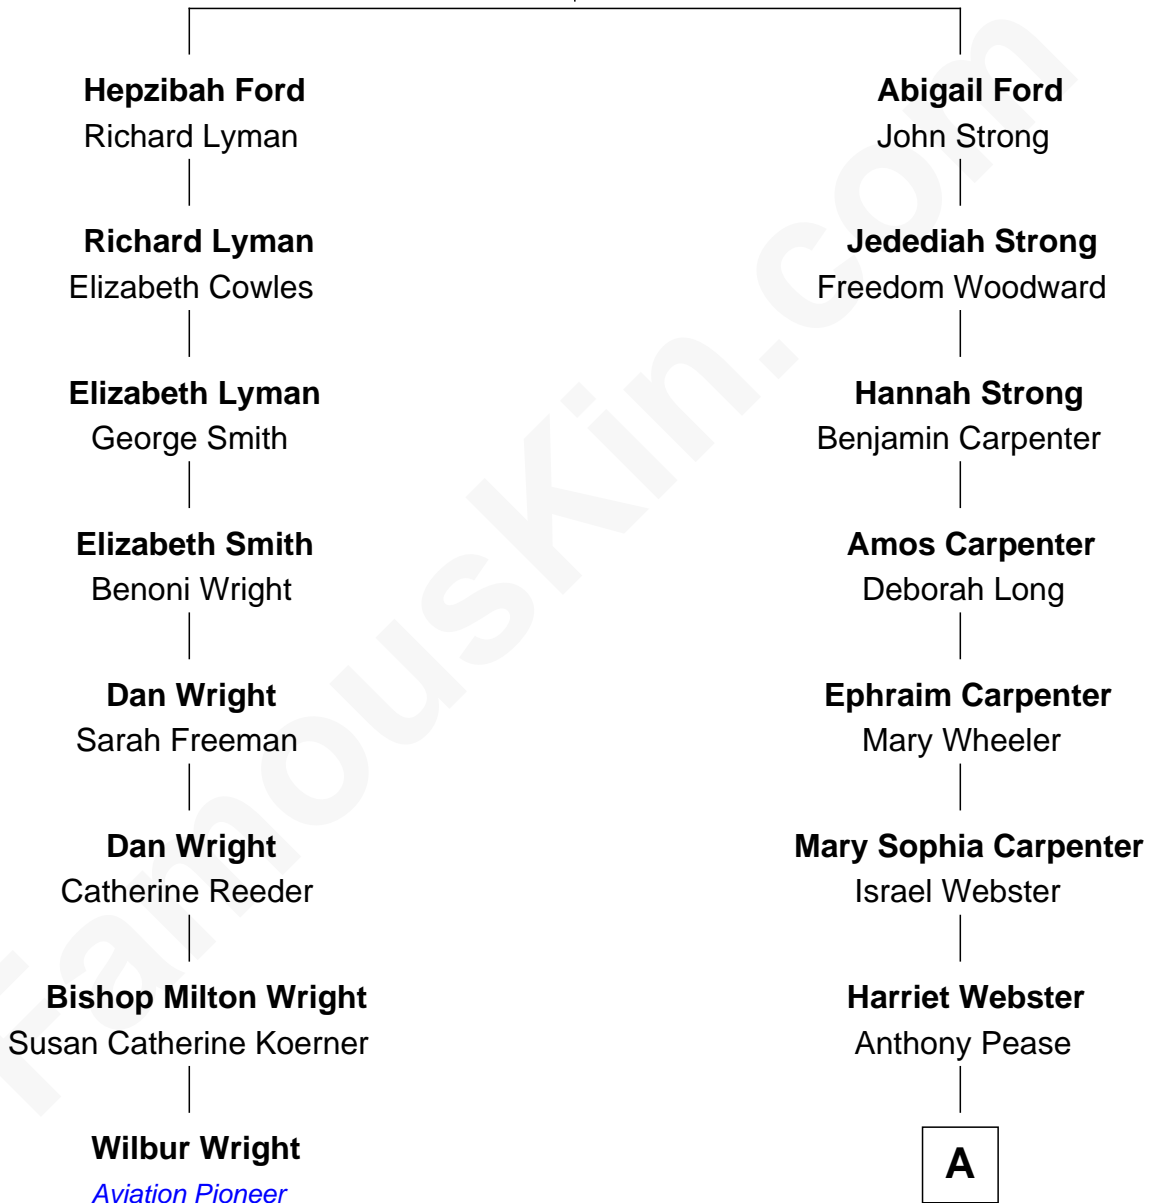 Hepzibah Ford
Richard Lyman
Richard Lyman
Elizabeth Cowles
Elizabeth Lyman
George Smith
Elizabeth Smith
Benoni Wright
Dan Wright
Sarah Freeman
Dan Wright
Catherine Reeder
Bishop Milton Wright
Susan Catherine Koerner
Wilbur Wright
Aviation Pioneer
Abigail Ford
John Strong
Jedediah Strong
Freedom Woodward
Hannah Strong
Benjamin Carpenter
Amos Carpenter
Deborah Long
Ephraim Carpenter
Mary Wheeler
Mary Sophia Carpenter
Israel Webster
Harriet Webster
Anthony Pease
A
FamousKin.com